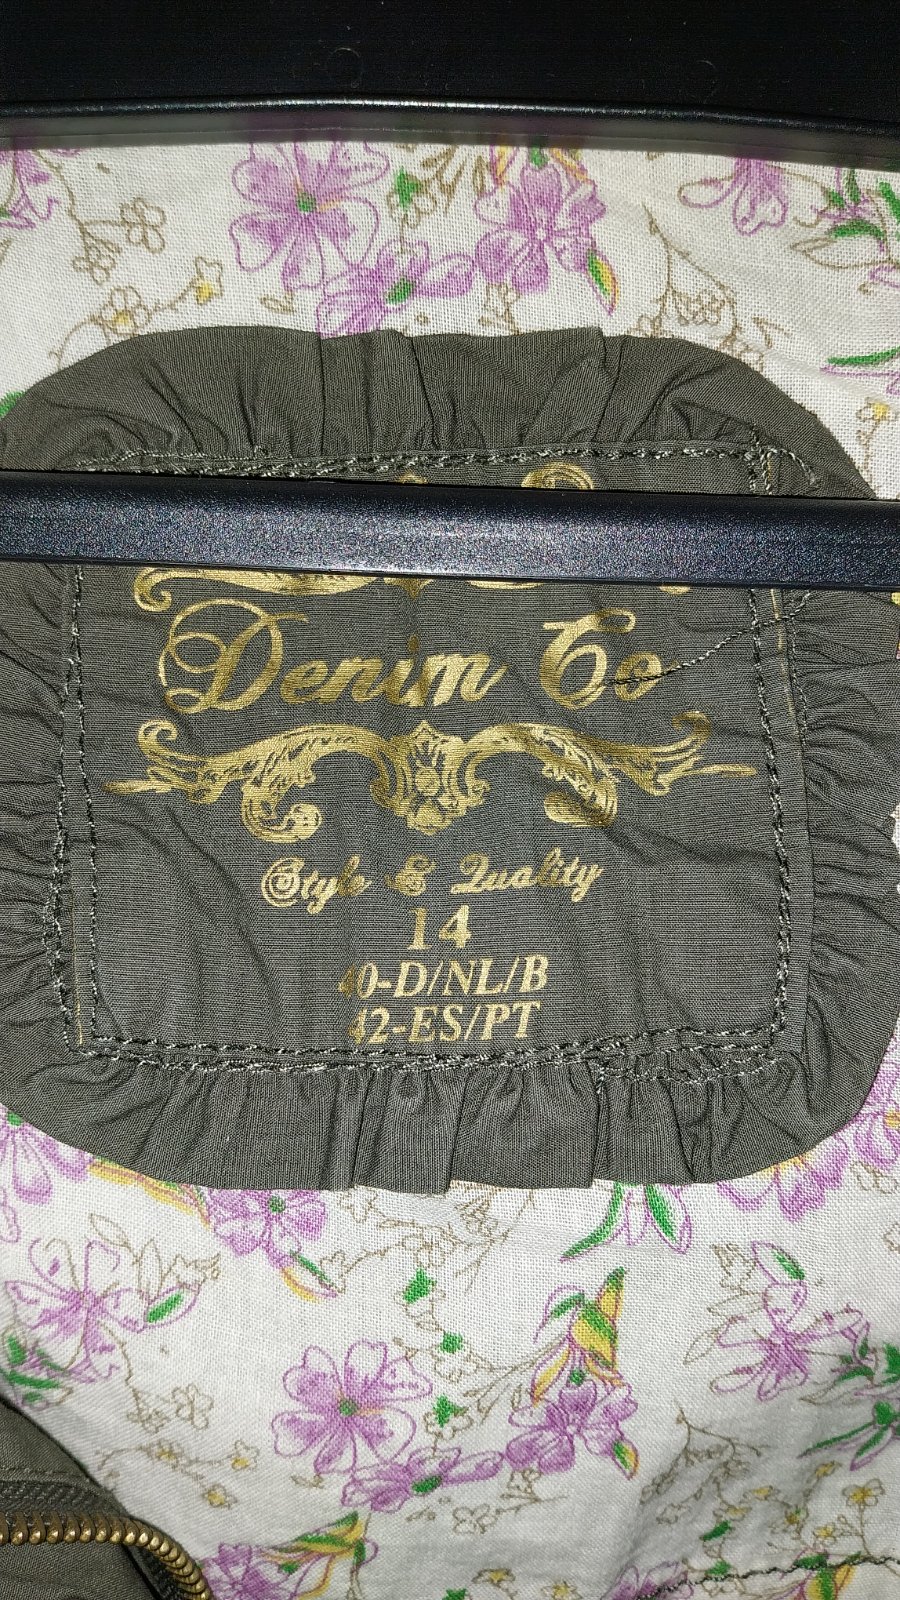 Denim Co
Style & Quality
14
40-D/NL/B
42-ES/PT